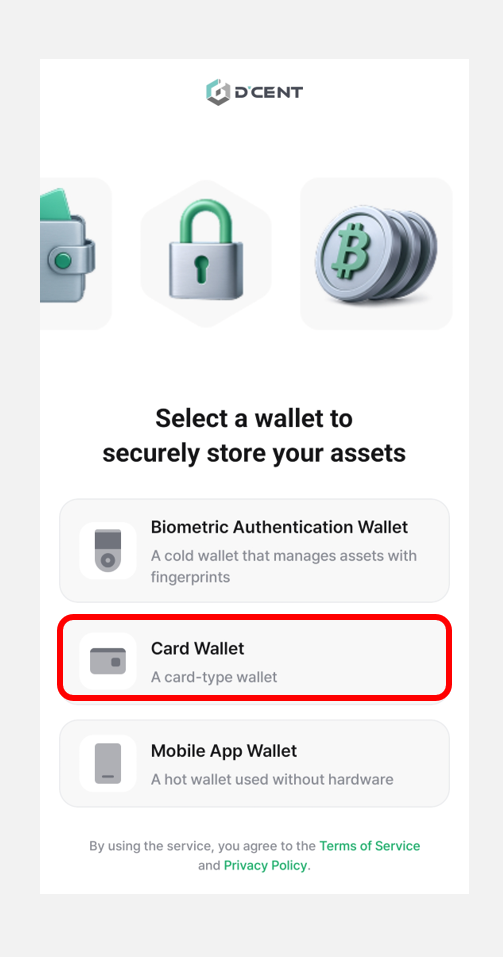 D'CENT
Select a wallet to
securely store your assets
Biometric Authentication Wallet
A cold wallet that manages assets with
fingerprints
Card Wallet
A card-type wallet
Mobile App Wallet
A hot wallet used without hardware
By using the service, you agree to the Terms of Service
and Privacy Policy.